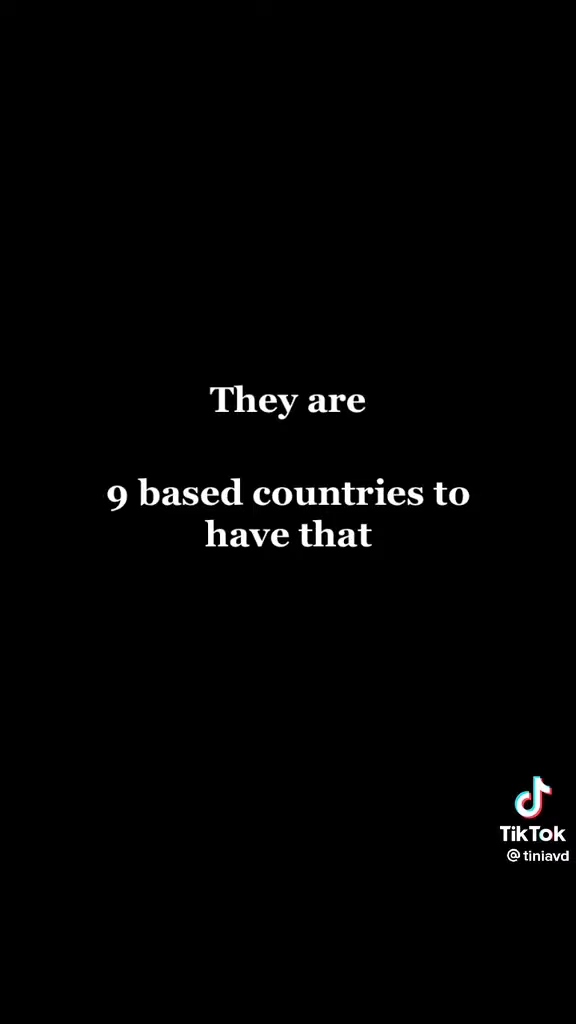 They are
9 based countries to
have that
TikTok
@tiniavd